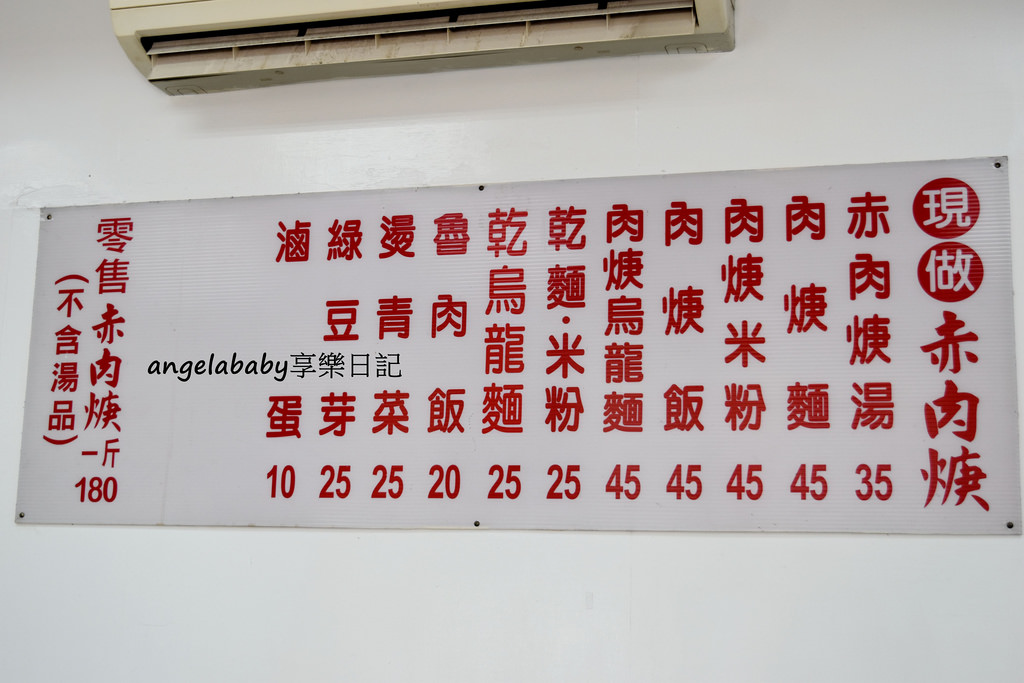 現做赤肉焿
赤肉焿湯 35
肉焿麵 45
肉焿米粉 45
肉焿飯 45
肉焿烏龍麵 45
乾麵·米粉 25
乾烏龍麵 25
魯肉飯 20
燙青菜 25
綠豆芽 25
滷蛋 10
零售赤肉焿一斤 180
(不含湯品)
angelababy享樂日記